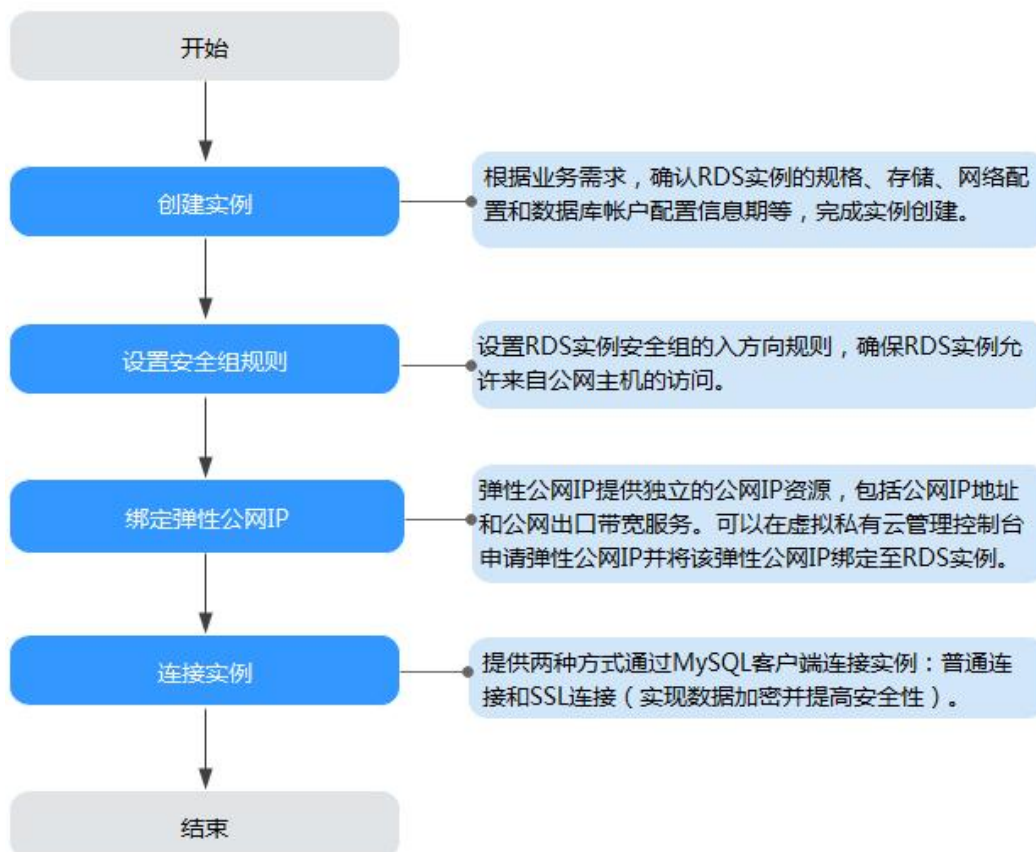 开始
创建实例
根据业务需求，确认RDS实例的规格、存储、网络配
置和数据库帐户配置信息期等，完成实例创建。
设置安全组规则
设置RDS实例安全组的入方向规则，确保RDS实例允
许来自公网主机的访问。
绑定弹性公网IP
弹性公网IP提供独立的公网IP资源，包括公网IP地址
和公网出口带宽服务。可以在虚拟私有云管理控制台
申请弹性公网IP并将该弹性公网IP绑定至RDS实例。
连接实例
提供两种方式通过MySQL客户端连接实例：普通连
接和SSL连接（实现数据加密并提高安全性）。
结束